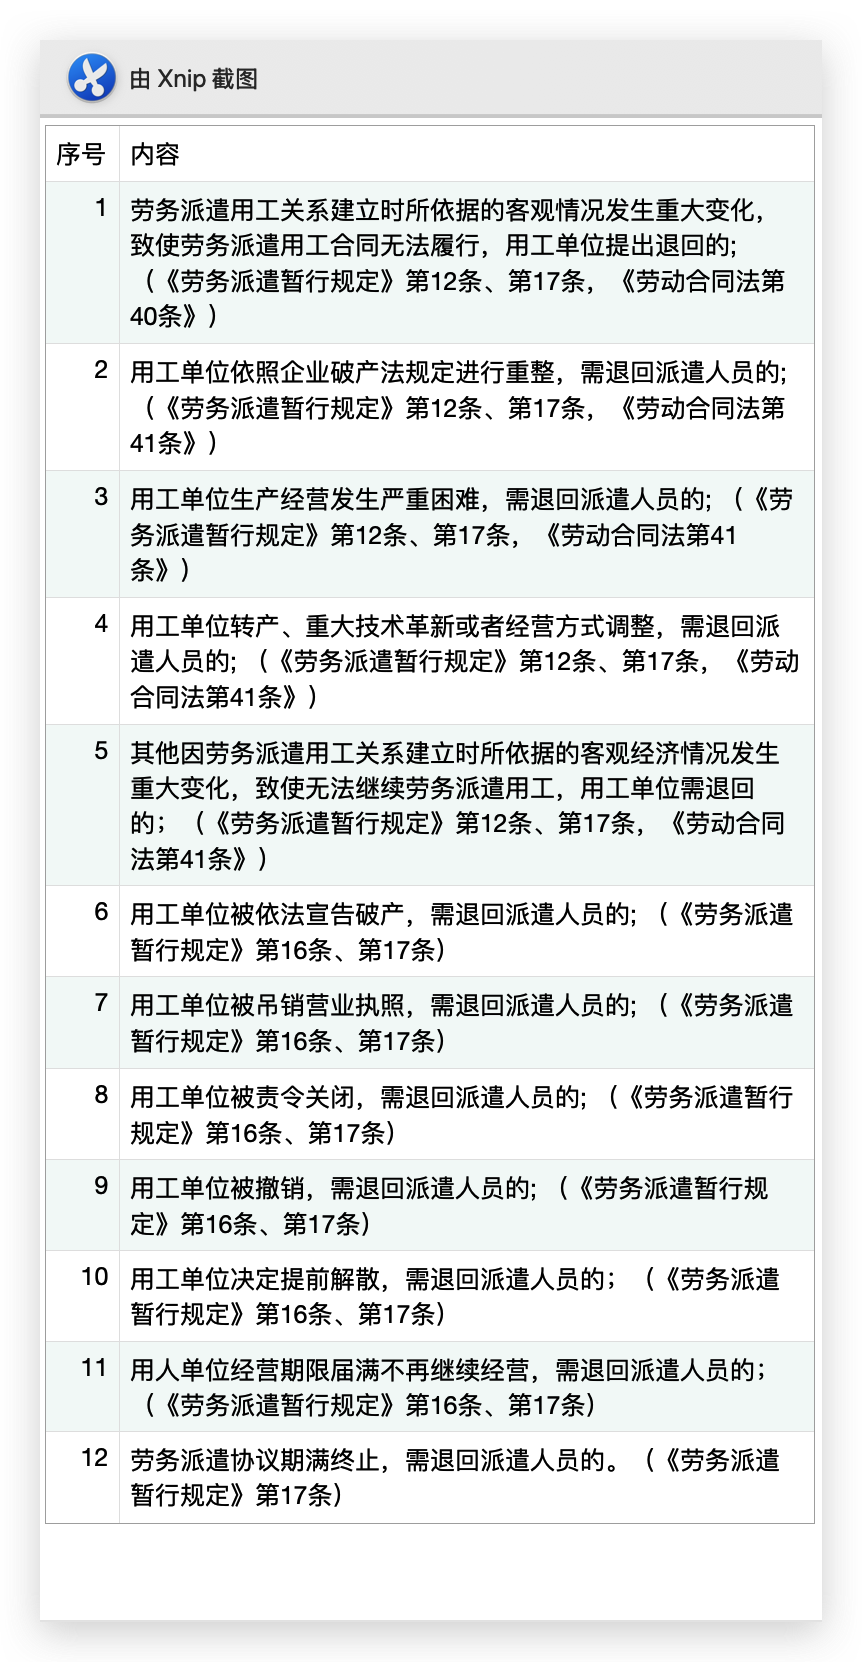 由 Xnip 截图
序号 内容
1 劳务派遣用工关系建立时所依据的客观情况发生重大变化，
致使劳务派遣用工合同无法履行，用工单位提出退回的;
（《劳务派遣暂行规定》第12条、第17条，《劳动合同法第
40条》）
2 用工单位依照企业破产法规定进行重整，需退回派遣人员的;
（《劳务派遣暂行规定》第12条、第17条，《劳动合同法第
41条》）
3 用工单位生产经营发生严重困难，需退回派遣人员的;（《劳
务派遣暂行规定》第12条、第17条，《劳动合同法第41
条》）
4 用工单位转产、重大技术革新或者经营方式调整，需退回派
遣人员的;（《劳务派遣暂行规定》第12条、第17条，《劳动
合同法第41条》）
5 其他因劳务派遣用工关系建立时所依据的客观经济情况发生
重大变化，致使无法继续劳务派遣用工，用工单位需退回
的；（《劳务派遣暂行规定》第12条、第17条，《劳动合同
法第41条》）
6 用工单位被依法宣告破产，需退回派遣人员的;（《劳务派遣
暂行规定》第16条、第17条）
7 用工单位被吊销营业执照，需退回派遣人员的;（《劳务派遣
暂行规定》第16条、第17条）
8 用工单位被责令关闭，需退回派遣人员的;（《劳务派遣暂行
规定》第16条、第17条）
9 用工单位被撤销，需退回派遣人员的;（《劳务派遣暂行规
定》第16条、第17条）
10 用工单位决定提前解散，需退回派遣人员的；（《劳务派遣
暂行规定》第16条、第17条）
11 用人单位经营期限届满不再继续经营，需退回派遣人员的；
（《劳务派遣暂行规定》第16条、第17条）
12 劳务派遣协议期满终止，需退回派遣人员的。（《劳务派遣
暂行规定》第17条）